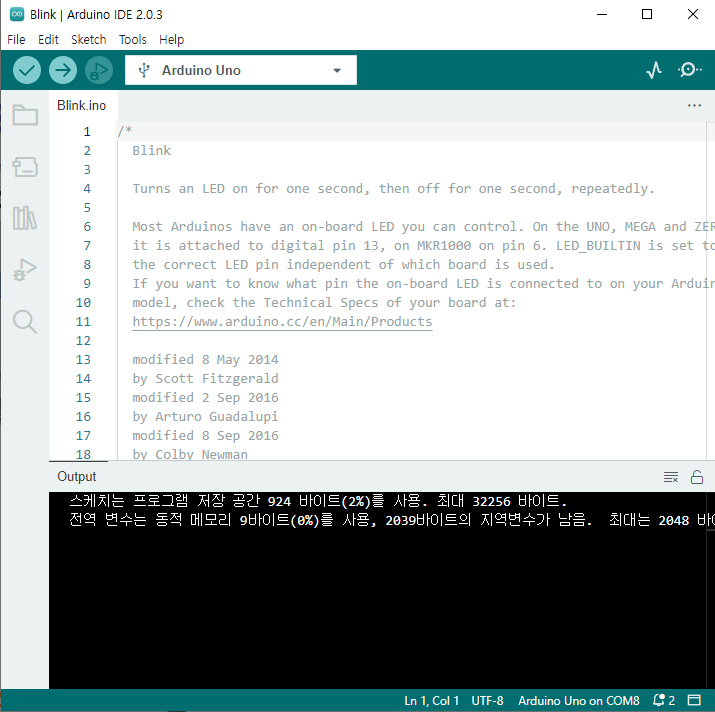 Blink | Arduino IDE 2.0.3
File Edit Sketch Tools Help
Arduino Uno
Blink.ino
1 /*
2 Blink
3
4 Turns an LED on for one second, then off for one second, repeatedly.
5
6 Most Arduinos have an on-board LED you can control. On the UNO, MEGA and ZER
7 it is attached to digital pin 13, on MKR1000 on pin 6. LED_BUILTIN is set to
8 the correct LED pin independent of which board is used.
9 If you want to know what pin the on-board LED is connected to on your Arduin
10 model, check the Technical Specs of your board at:
11 https://www.arduino.cc/en/Main/Products
12
13 modified 8 May 2014
14 by Scott Fitzgerald
15 modified 2 Sep 2016
16 by Arturo Guadalupi
17 modified 8 Sep 2016
18 by Colby Newman
Output
스케치는 프로그램 저장 공간 924 바이트(2%)를 사용. 최대 32256 바이트.
전역 변수는 동적 메모리 9바이트(0%)를 사용, 2039바이트의 지역변수가 남음. 최대는 2048 바
Ln 1, Col 1 UTF-8 Arduino Uno on COM8 2